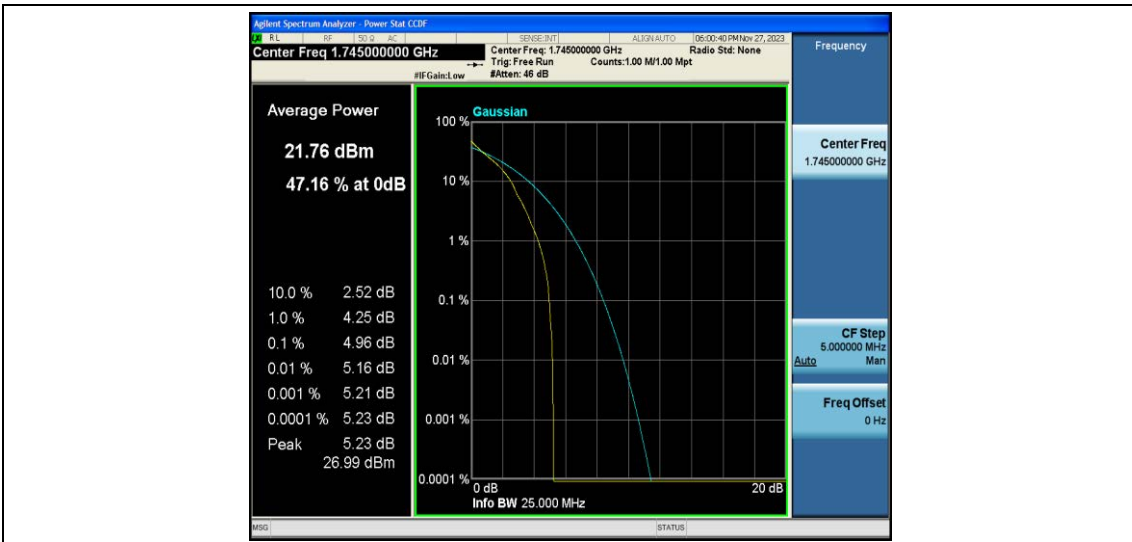 Agilent Spectrum Analyzer - Power Stat CCDF
RL RF 50 Ω AC SENSE:INT ALIGN AUTO 06:00:40 PM Nov 27, 2023
Center Freq 1.745000000 GHz
Center Freq: 1.745000000 GHz Radio Std: None
Trig: Free Run Counts:1.00 M/1.00 Mpt
#IFGain:Low #Atten: 46 dB
Frequency
Average Power
21.76 dBm
47.16 % at 0dB
10.0 % 2.52 dB
1.0 % 4.25 dB
0.1 % 4.96 dB
0.01 % 5.16 dB
0.001 % 5.21 dB
0.0001 % 5.23 dB
Peak 5.23 dB
26.99 dBm
Gaussian
100 %
10 %
1 %
0.1 %
0.01 %
0.001 %
0.0001 %
0 dB 20 dB
Info BW 25.000 MHz
Center Freq
1.745000000 GHz
CF Step
5.000000 MHz
Auto Man
Freq Offset
0 Hz
MSG STATUS